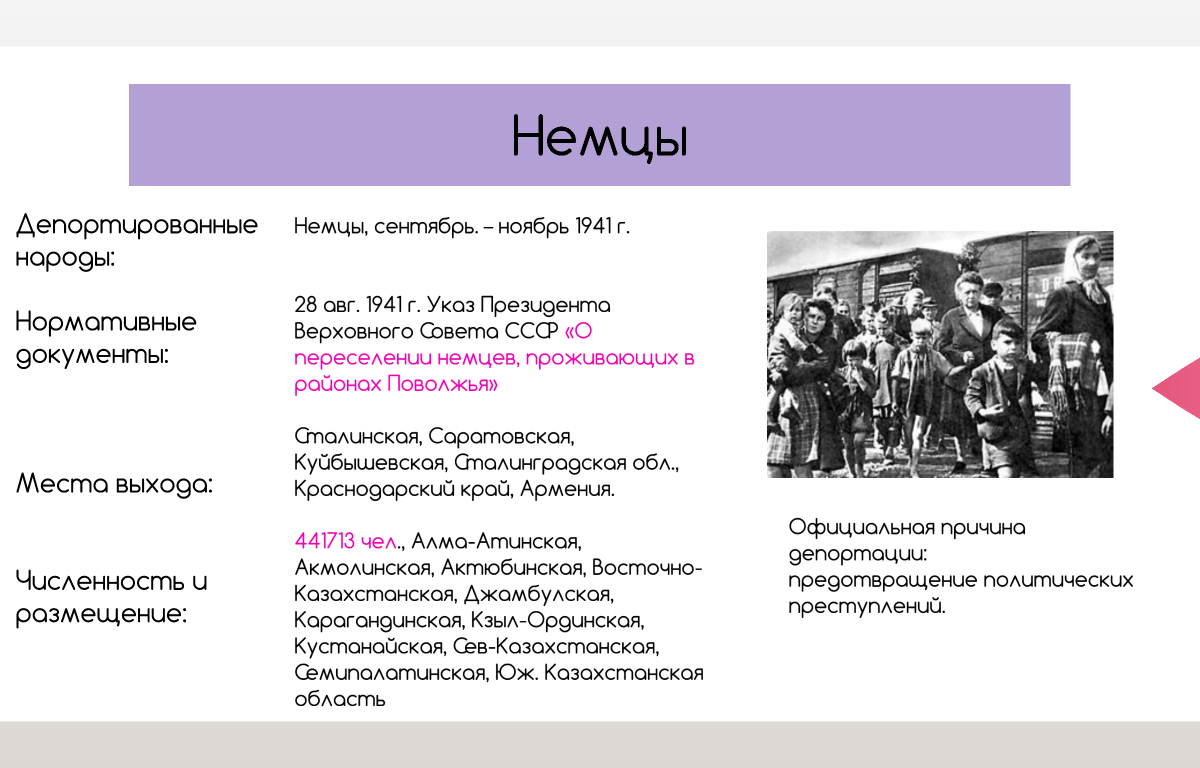 Немцы
Депортированные
народы:
Немцы, сентябрь. – ноябрь 1941 г.
Нормативные
документы:
28 авг. 1941 г. Указ Президента
Верховного Совета СССР «О
переселении немцев, проживающих в
районах Поволжья»
Места выхода:
Сталинская, Саратовская,
Куйбышевская, Сталинградская обл.,
Краснодарский край, Армения.
Численность и
размещение:
441713 чел., Алма-Атинская,
Акмолинская, Актюбинская, Восточно-
Казахстанская, Джамбулская,
Карагандинская, Кзыл-Ординская,
Кустанайская, Сев-Казахстанская,
Семипалатинская, Юж. Казахстанская
область
Официальная причина
депортации:
предотвращение политических
преступлений.